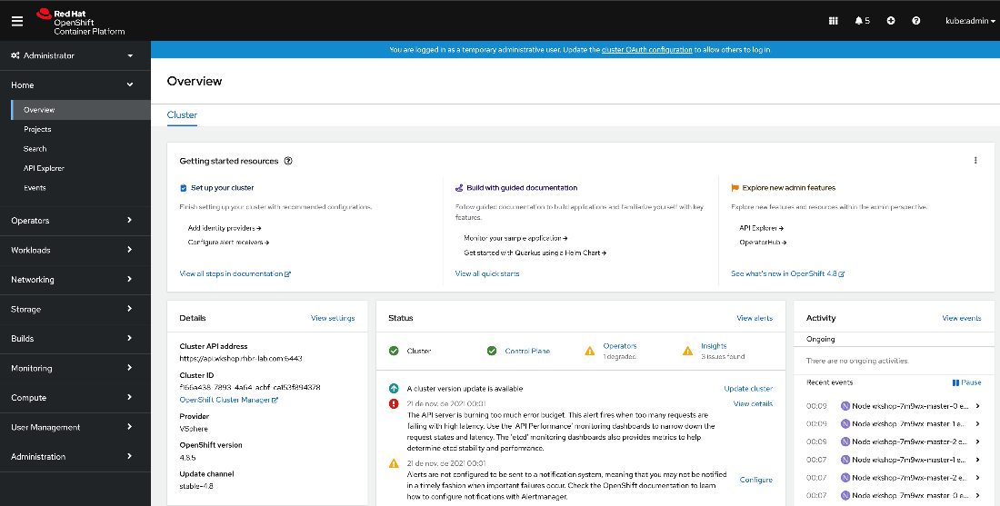 Red Hat
OpenShift
Container Platform
5
kube:admin
You are logged in as a temporary administrative user. Update the cluster OAuth configuration to allow others to log in.
Administrator
Home
Overview
Projects
Search
API Explorer
Events
Operators
Workloads
Networking
Storage
Builds
Monitoring
Compute
User Management
Administration
Overview
Cluster
Getting started resources
Set up your cluster
Finish setting up your cluster with recommended configurations.
Add identity providers
Configure alert receivers
View all steps in documentation
Build with guided documentation
Follow guided documentation to build applications and familiarize yourself with key
features.
Monitor your sample application
Get started with Quarkus using a Helm Chart
View all quick starts
Explore new admin features
Explore new features and resources within the admin perspective.
API Explorer
OperatorHub
See what's new in OpenShift 4.8
Details
View settings
Cluster API address
https://api.wkshop.rhbr-lab.com:6443
Cluster ID
f166a438-7893-4a64-acbf-ca153f894378
OpenShift Cluster Manager
Provider
VSphere
OpenShift version
4.8.5
Update channel
stable-4.8
Status
View alerts
Cluster
Control Plane
Operators
1 degraded
Insights
3 issues found
A cluster version update is available
Update cluster
21 de nov. de 2021 00:01
View details
The API server is burning too much error budget. This alert fires when too many requests are
failing with high latency. Use the 'API Performance' monitoring dashboards to narrow down the
request states and latency. The 'etcd' monitoring dashboards also provides metrics to help
determine etcd stability and performance.
21 de nov. de 2021 00:01
Alerts are not configured to be sent to a notification system, meaning that you may not be notified
in a timely fashion when important failures occur. Check the OpenShift documentation to learn
how to configure notifications with Alertmanager.
Configure
Activity
View events
Ongoing
There are no ongoing activities.
Recent events
Pause
00:09 N Node wkshop-7m9wx-master-0 e...
00:09 N Node wkshop-7m9wx-master-1 e...
00:09 N Node wkshop-7m9wx-master-2 e...
00:07 N Node wkshop-7m9wx-master-1 e...
00:07 N Node wkshop-7m9wx-master-2 e...
00:07 N Node wkshop-7m9wx-master-0 e...